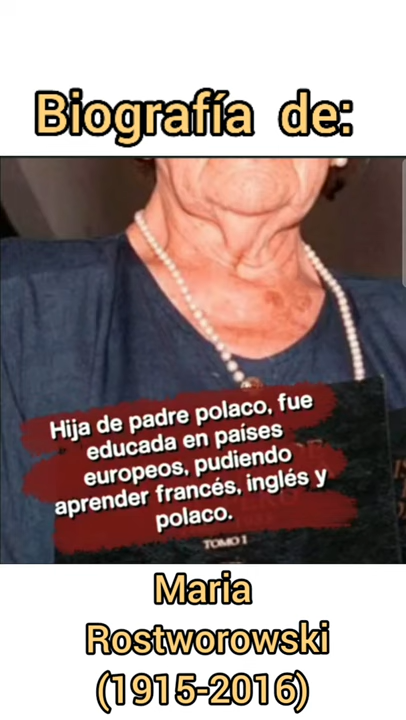 Biografía de:
Hija de padre polaco, fue
educada en países
europeos, pudiendo
aprender francés, inglés y
polaco.
TOMO 1
Maria
Rostworowski
(1915-2016)